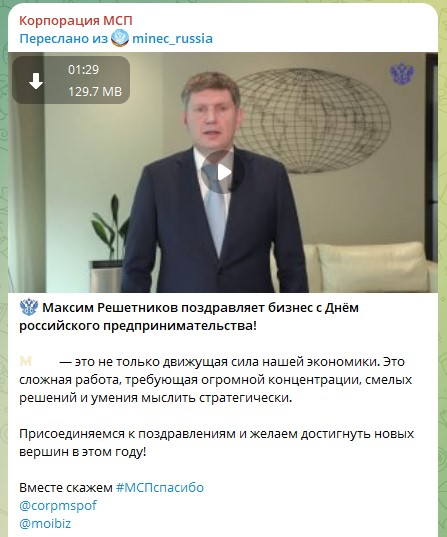 Корпорация МСП
Переслано из minec_russia
01:29
129.7 MB
Максим Решетников поздравляет бизнес с Днём
российского предпринимательства!
М — это не только движущая сила нашей экономики. Это
сложная работа, требующая огромной концентрации, смелых
решений и умения мыслить стратегически.
Присоединяемся к поздравлениям и желаем достигнуть новых
вершин в этом году!
Вместе скажем #МСПспасибо
@corpmspof
@moibiz